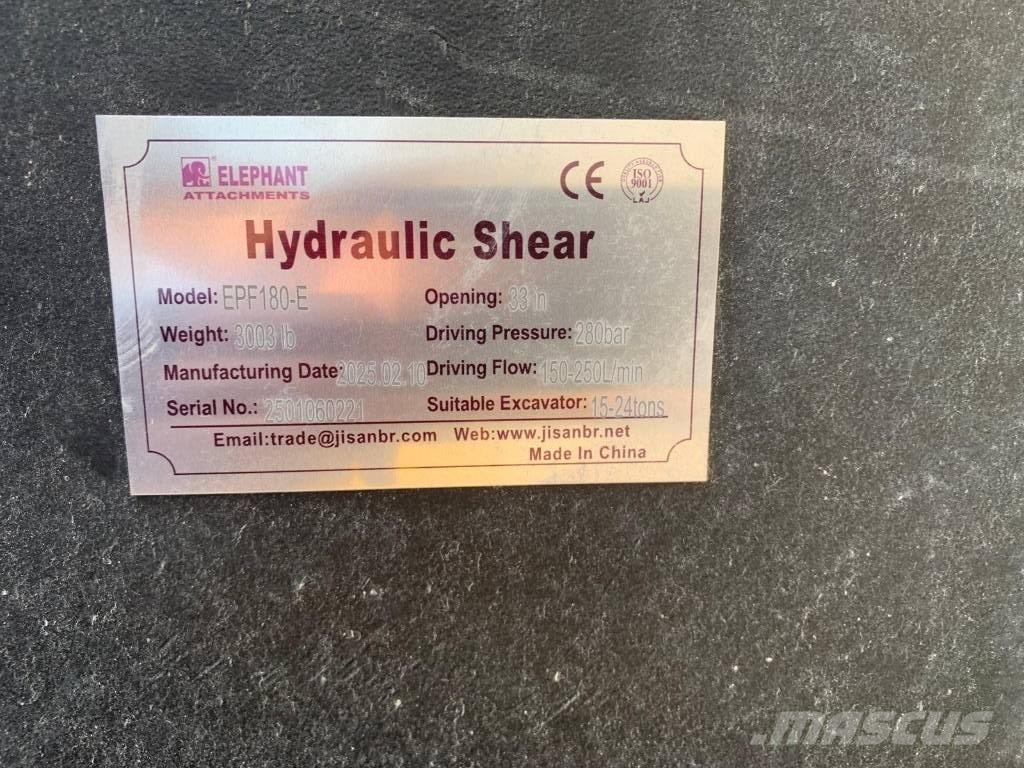 ELEPHANT
ATTACHMENTS
CE
ISO
9001
Hydraulic Shear
Model: EPF180-E
Opening: 33 in
Weight: 3003 lb
Driving Pressure: 280bar
Manufacturing Date: 2025.02.10
Driving Flow: 150-250L/min
Serial No.: 2501060221
Suitable Excavator: 15-24tons
Email:trade@jisanbr.com Web:www.jisanbr.net
Made In China
MASCUS